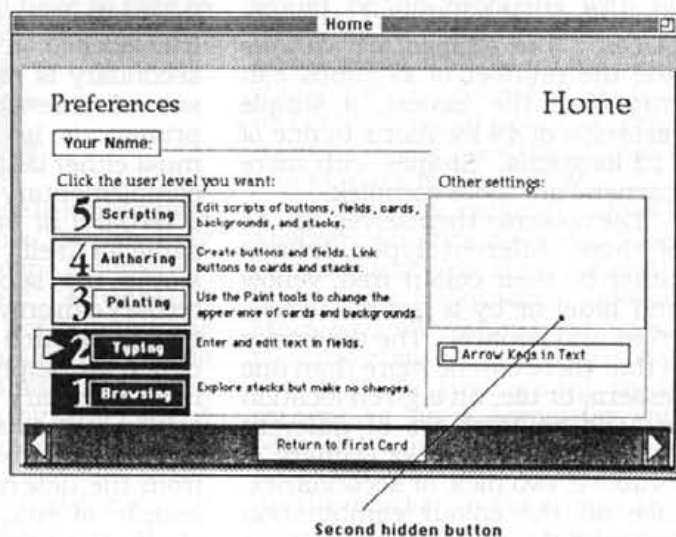 Home
Preferences
Home
Your Name:
Click the user level you want:
Other settings:
5 Scripting
Edit scripts of buttons, fields, cards,
backgrounds, and stacks.
4 Authoring
Create buttons and fields. Link
buttons to cards and stacks.
3 Painting
Use the Paint tools to change the
appearance of cards and backgrounds.
2 Typing
Enter and edit text in fields.
Arrow Keys in Text
1 Browsing
Explore stacks but make no changes.
Return to First Card
Second hidden button